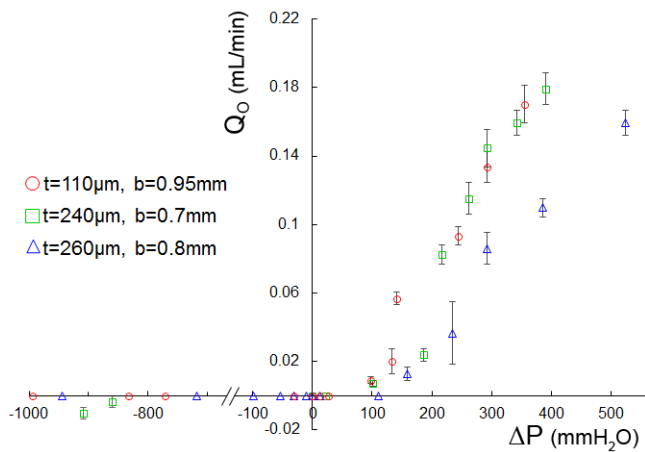 Q_O (mL/min)
0.22
0.18
0.14
0.1
0.06
0.02
-0.02
t=110µm, b=0.95mm
t=240µm, b=0.7mm
t=260µm, b=0.8mm
-1000 -800 -100 0 100 200 300 400 500
ΔP (mmH₂O)